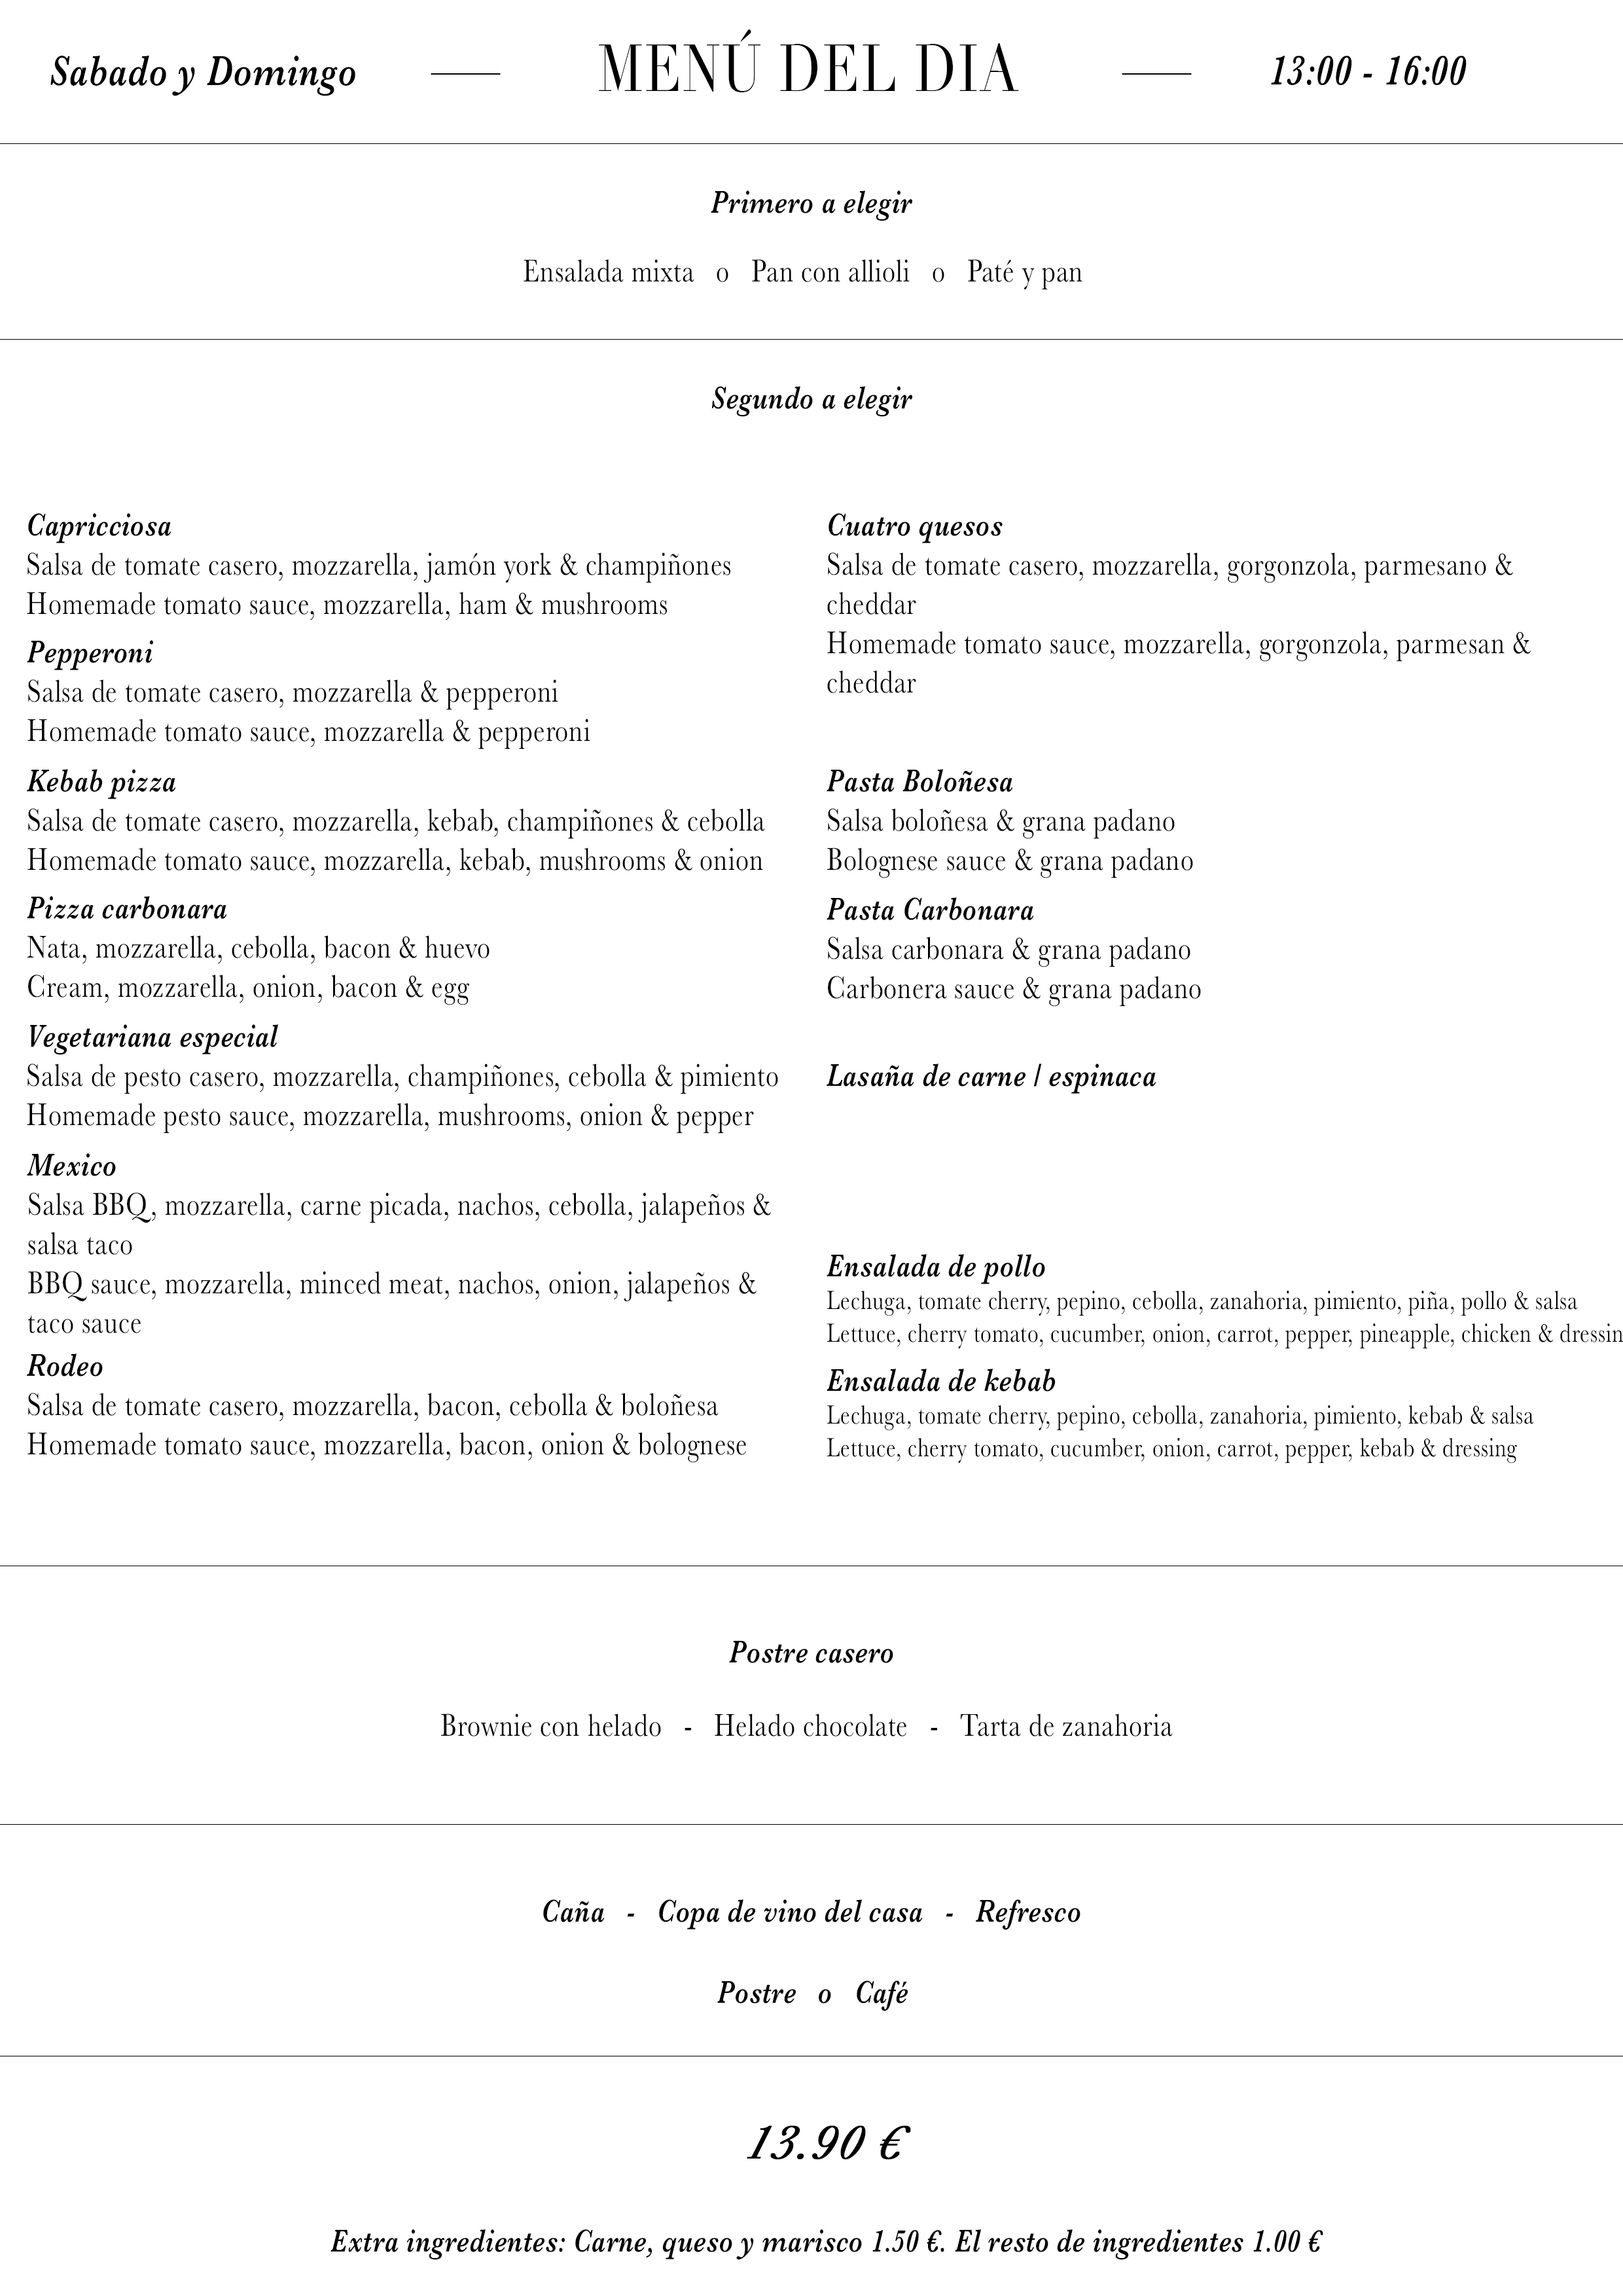 Sabado y Domingo — MENÚ DEL DIA — 13:00 - 16:00
Primero a elegir
Ensalada mixta o Pan con allioli o Paté y pan
Segundo a elegir
Capricciosa
Salsa de tomate casero, mozzarella, jamón york & champiñones
Homemade tomato sauce, mozzarella, ham & mushrooms
Pepperoni
Salsa de tomate casero, mozzarella & pepperoni
Homemade tomato sauce, mozzarella & pepperoni
Kebab pizza
Salsa de tomate casero, mozzarella, kebab, champiñones & cebolla
Homemade tomato sauce, mozzarella, kebab, mushrooms & onion
Pizza carbonara
Nata, mozzarella, cebolla, bacon & huevo
Cream, mozzarella, onion, bacon & egg
Vegetariana especial
Salsa de pesto casero, mozzarella, champiñones, cebolla & pimiento
Homemade pesto sauce, mozzarella, mushrooms, onion & pepper
Mexico
Salsa BBQ, mozzarella, carne picada, nachos, cebolla, jalapeños &
salsa taco
BBQ sauce, mozzarella, minced meat, nachos, onion, jalapeños &
taco sauce
Rodeo
Salsa de tomate casero, mozzarella, bacon, cebolla & boloñesa
Homemade tomato sauce, mozzarella, bacon, onion & bolognese
Cuatro quesos
Salsa de tomate casero, mozzarella, gorgonzola, parmesano &
cheddar
Homemade tomato sauce, mozzarella, gorgonzola, parmesan &
cheddar
Pasta Boloñesa
Salsa boloñesa & grana padano
Bolognese sauce & grana padano
Pasta Carbonara
Salsa carbonara & grana padano
Carbonera sauce & grana padano
Lasaña de carne / espinaca
Ensalada de pollo
Lechuga, tomate cherry, pepino, cebolla, zanahoria, pimiento, piña, pollo & salsa
Lettuce, cherry tomato, cucumber, onion, carrot, pepper, pineapple, chicken & dressin
Ensalada de kebab
Lechuga, tomate cherry, pepino, cebolla, zanahoria, pimiento, kebab & salsa
Lettuce, cherry tomato, cucumber, onion, carrot, pepper, kebab & dressing
Postre casero
Brownie con helado - Helado chocolate - Tarta de zanahoria
Caña - Copa de vino del casa - Refresco
Postre o Café
13.90 €
Extra ingredientes: Carne, queso y marisco 1.50 €. El resto de ingredientes 1.00 €